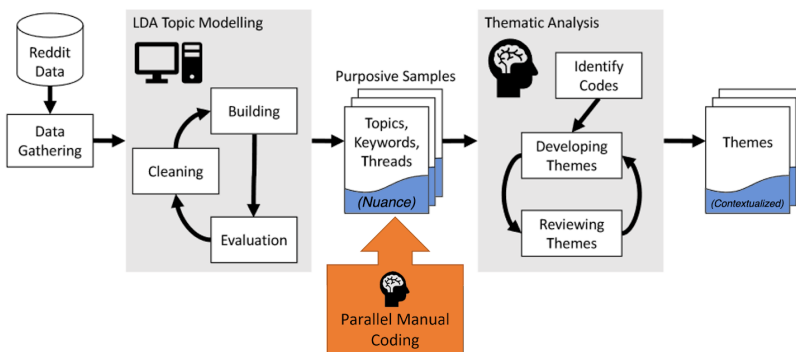 Reddit
Data
Data
Gathering
LDA Topic Modelling
Building
Cleaning
Evaluation
Purposive Samples
Topics,
Keywords,
Threads
(Nuance)
Parallel Manual
Coding
Thematic Analysis
Identify
Codes
Developing
Themes
Reviewing
Themes
Themes
(Contextualized)